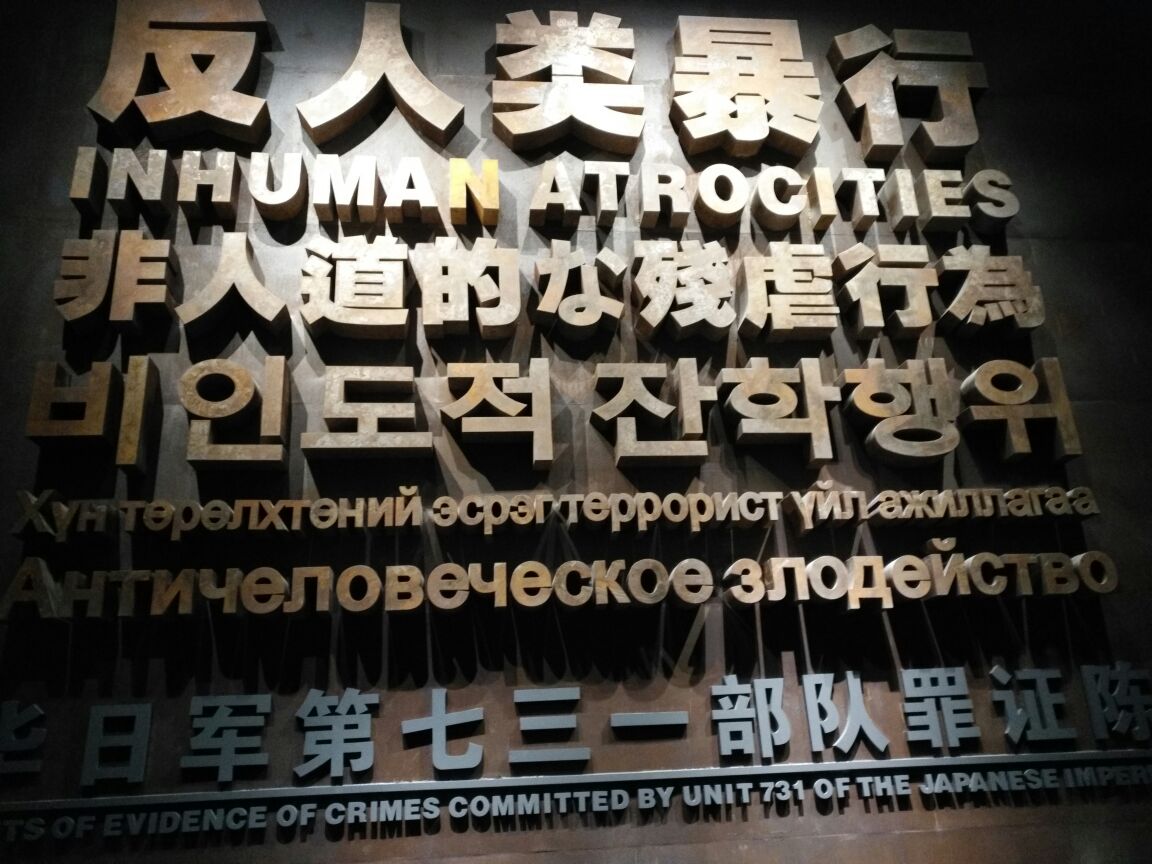 反人类暴行
INHUMAN ATROCITIES
非人道的な殘虐行為
비인도적 잔학행위
Хүн төрөлхтөний эсрэг террорист үйл ажиллагаа
Античеловеческое злодейство
华日军第七三一部队罪证陈
OF EVIDENCE OF CRIMES COMMITTED BY UNIT 731 OF THE JAPANESE